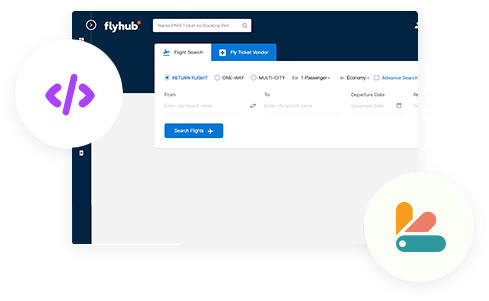 flyhub
Name/PNR/Ticket no/Booking Ref
Flight Search
Fly Ticket Vendor
RETURN FLIGHT ONE-WAY MULTI-CITY for 1 Passenger in Economy Advance Search
From To Departure Date
Enter city/airport name Enter city/airport name Departure Date Re
Search Flights